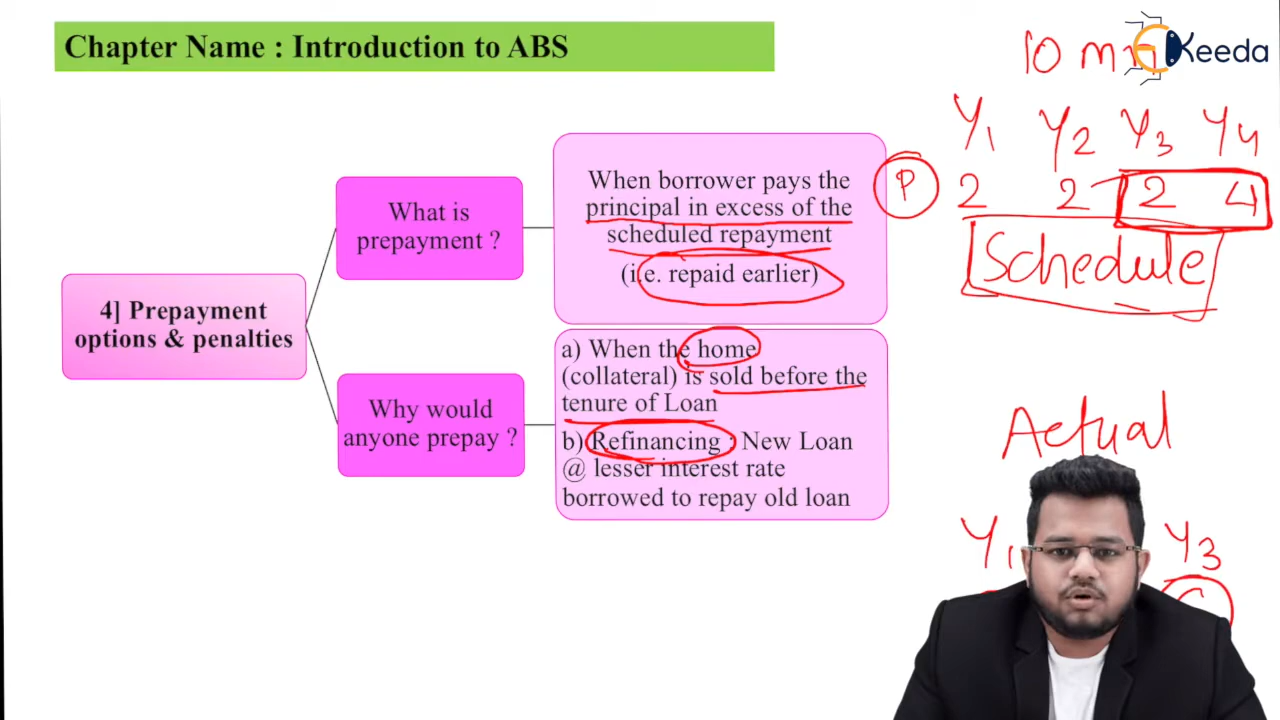 Chapter Name : Introduction to ABS
Keeda
10 mn
Y1 Y2 Y3 Y4
P 2 2 2 4
Schedule
4] Prepayment
options & penalties
What is
prepayment ?
When borrower pays the
principal in excess of the
scheduled repayment
(i.e. repaid earlier)
Why would
anyone prepay ?
a) When the home
(collateral) is sold before the
tenure of Loan
b) Refinancing : New Loan
@ lesser interest rate
borrowed to repay old loan
Actual
Y1 Y3